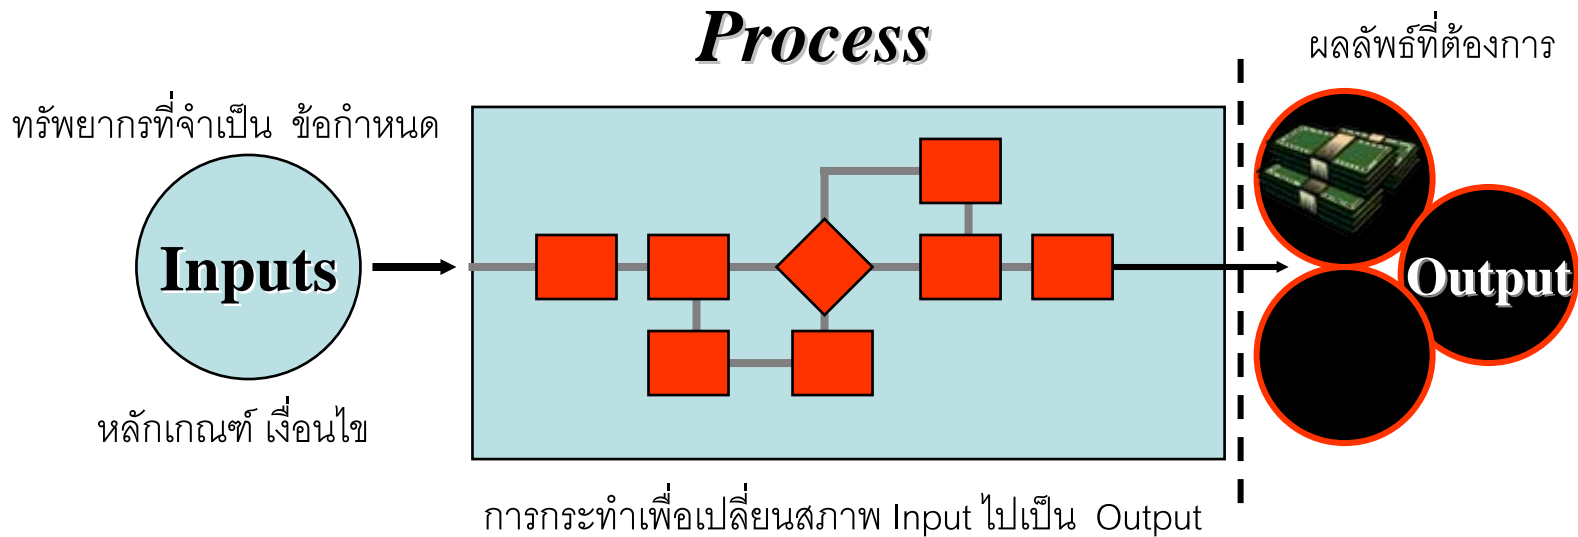 Process
ผลลัพธ์ที่ต้องการ
ทรัพยากรที่จำเป็น ข้อกำหนด
Inputs
Output
หลักเกณฑ์ เงื่อนไข
การกระทำเพื่อเปลี่ยนสภาพ Input ไปเป็น Output